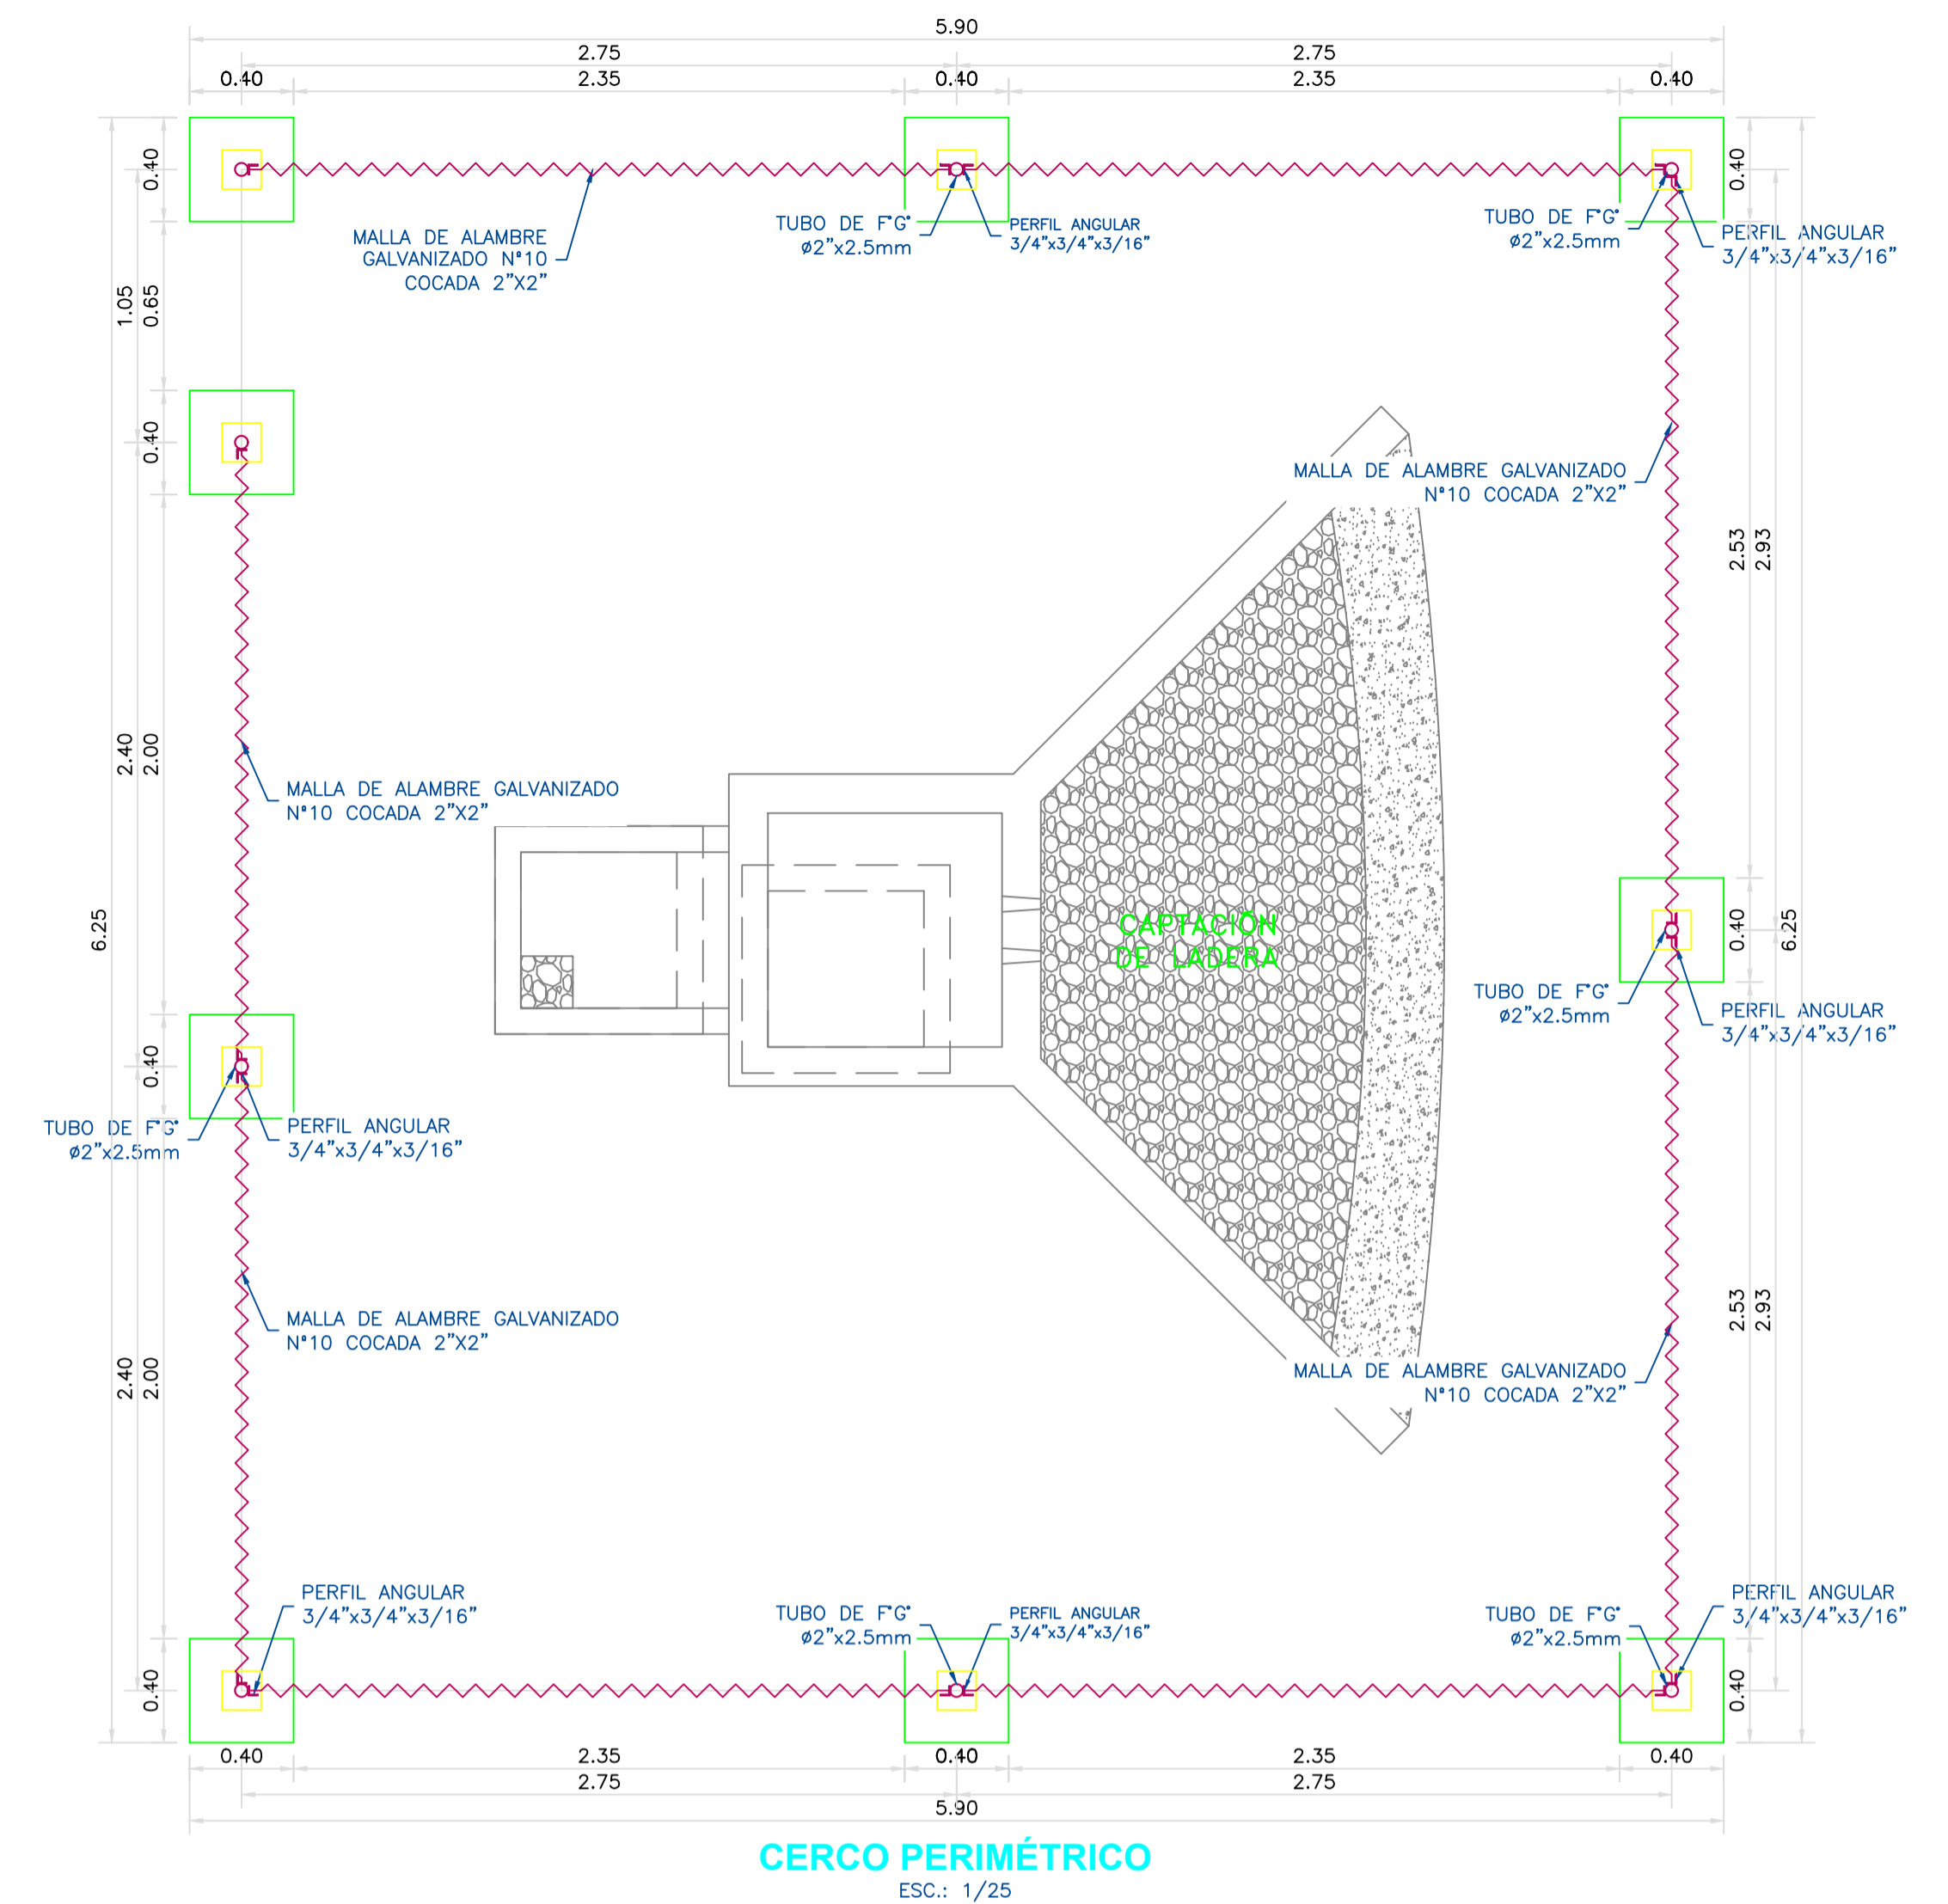 5.90
2.75
2.75
0.40
2.35
0.40
2.35
0.40
0.40
0.40
MALLA DE ALAMBRE
GALVANIZADO Nº10
COCADA 2"X2"
TUBO DE F°G°
ø2"x2.5mm
PERFIL ANGULAR
3/4"x3/4"x3/16"
TUBO DE F°G°
ø2"x2.5mm
PERFIL ANGULAR
3/4"x3/4"x3/16"
1.05
0.65
0.40
MALLA DE ALAMBRE GALVANIZADO
Nº10 COCADA 2"X2"
2.53
2.93
2.40
2.00
MALLA DE ALAMBRE GALVANIZADO
Nº10 COCADA 2"X2"
6.25
CAPTACIÓN
DE LADERA
0.40
6.25
TUBO DE F°G°
ø2"x2.5mm
PERFIL ANGULAR
3/4"x3/4"x3/16"
0.40
TUBO DE F°G°
ø2"x2.5mm
PERFIL ANGULAR
3/4"x3/4"x3/16"
MALLA DE ALAMBRE GALVANIZADO
Nº10 COCADA 2"X2"
2.53
2.93
2.40
2.00
MALLA DE ALAMBRE GALVANIZADO
Nº10 COCADA 2"X2"
PERFIL ANGULAR
3/4"x3/4"x3/16"
TUBO DE F°G°
ø2"x2.5mm
PERFIL ANGULAR
3/4"x3/4"x3/16"
TUBO DE F°G°
ø2"x2.5mm
PERFIL ANGULAR
3/4"x3/4"x3/16"
0.40
0.40
0.40
2.35
0.40
2.35
0.40
2.75
2.75
5.90
CERCO PERIMÉTRICO
ESC.: 1/25